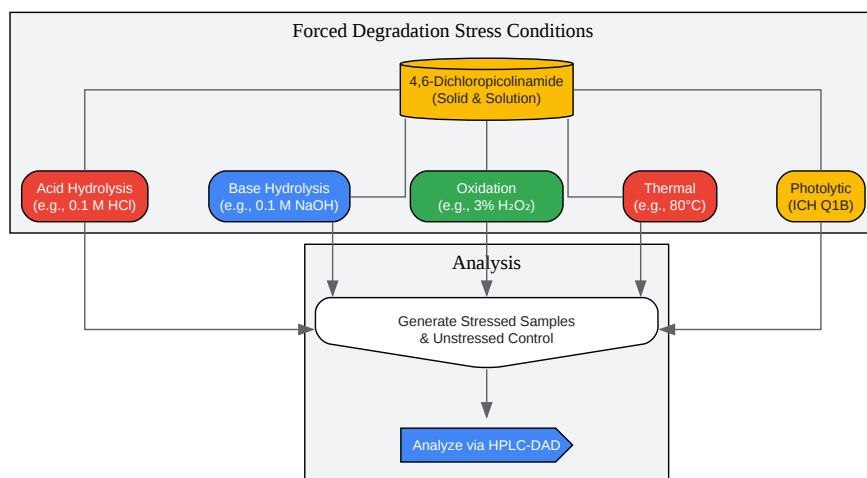 Forced Degradation Stress Conditions
4,6-Dichloropicolinamide
(Solid & Solution)
Acid Hydrolysis
(e.g., 0.1 M HCl)
Base Hydrolysis
(e.g., 0.1 M NaOH)
Oxidation
(e.g., 3% H₂O₂)
Thermal
(e.g., 80°C)
Photolytic
(ICH Q1B)
Analysis
Generate Stressed Samples
& Unstressed Control
Analyze via HPLC-DAD